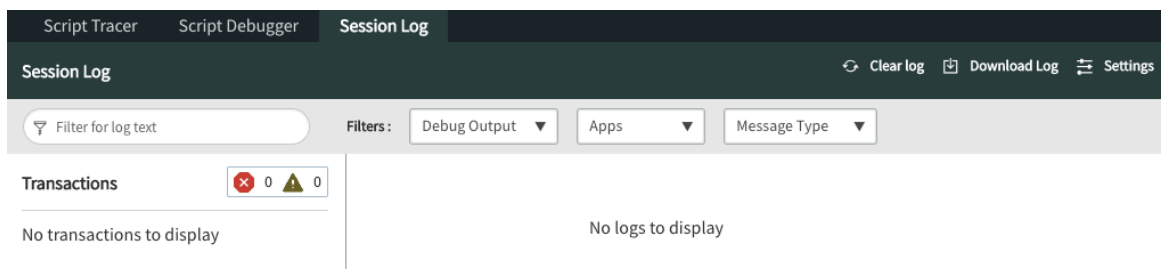 Script Tracer Script Debugger Session Log
Session Log Clear log Download Log Settings
Filter for log text Filters : Debug Output Apps Message Type
Transactions 0 0
No transactions to display No logs to display